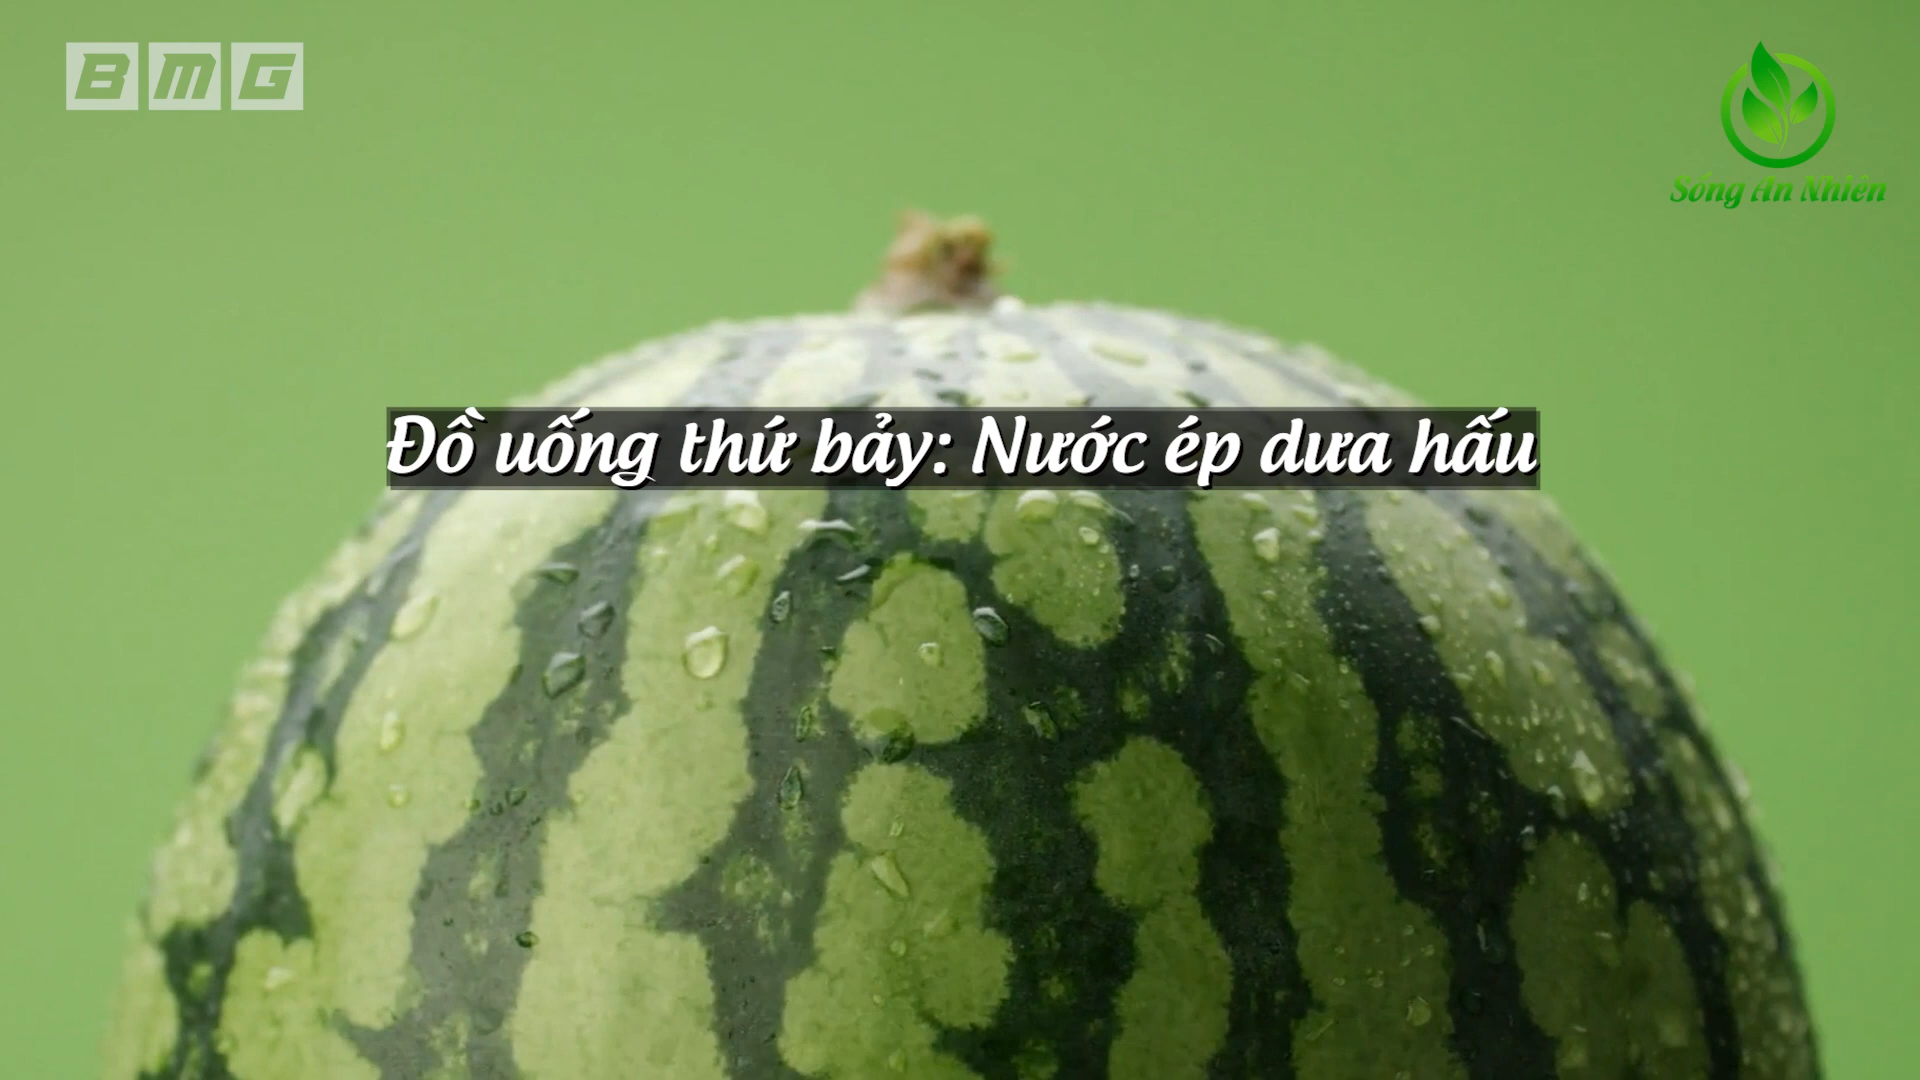 BMG
Sống An Nhiên
Đồ uống thứ bảy: Nước ép dưa hấu